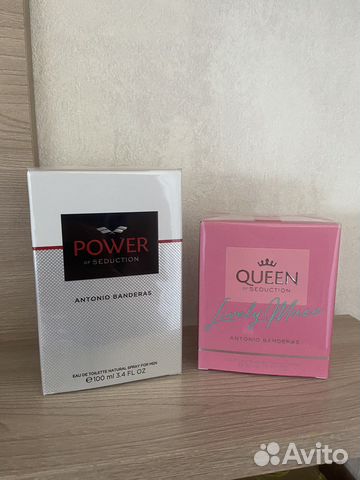 POWER
OF SEDUCTION
ANTONIO BANDERAS
EAU DE TOILETTE NATURAL SPRAY FOR MEN
℮ 100 ml 3.4 FL OZ
QUEEN
OF SEDUCTION
Lively Muse
ANTONIO BANDERAS
Avito